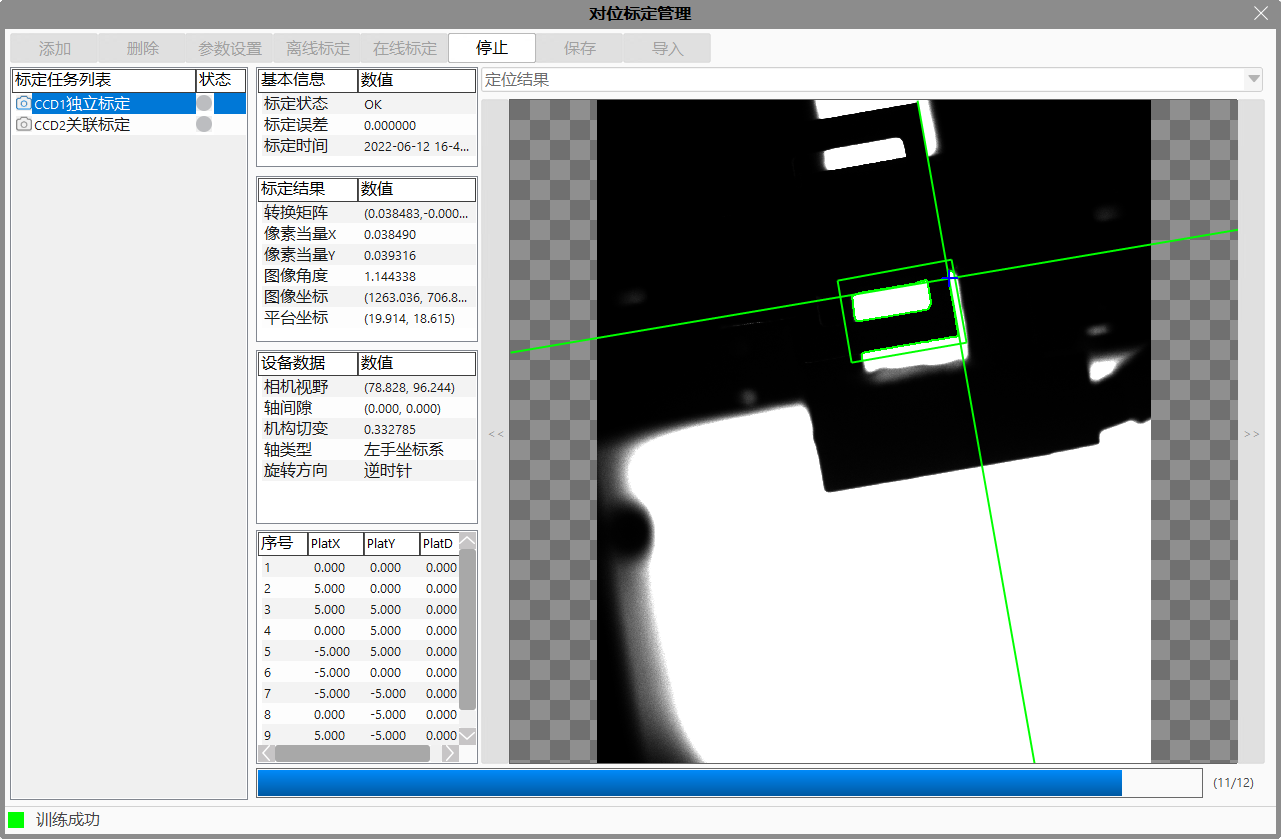 对位标定管理
添加 删除 参数设置 离线标定 在线标定 停止 保存 导入
标定任务列表 状态
CCD1独立标定
CCD2关联标定
基本信息 数值
标定状态 OK
标定误差 0.000000
标定时间 2022-06-12 16-4...
标定结果 数值
转换矩阵 (0.038483,-0.000...
像素当量X 0.038490
像素当量Y 0.039316
图像角度 1.144338
图像坐标 (1263.036, 706.8...
平台坐标 (19.914, 18.615)
设备数据 数值
相机视野 (78.828, 96.244)
轴间隙 (0.000, 0.000)
机构切变 0.332785
轴类型 左手坐标系
旋转方向 逆时针
序号 PlatX PlatY PlatD
1 0.000 0.000 0.000
2 5.000 0.000 0.000
3 5.000 5.000 0.000
4 0.000 5.000 0.000
5 -5.000 5.000 0.000
6 -5.000 0.000 0.000
7 -5.000 -5.000 0.000
8 0.000 -5.000 0.000
9 5.000 -5.000 0.000
定位结果
<< >>
(11/12)
训练成功